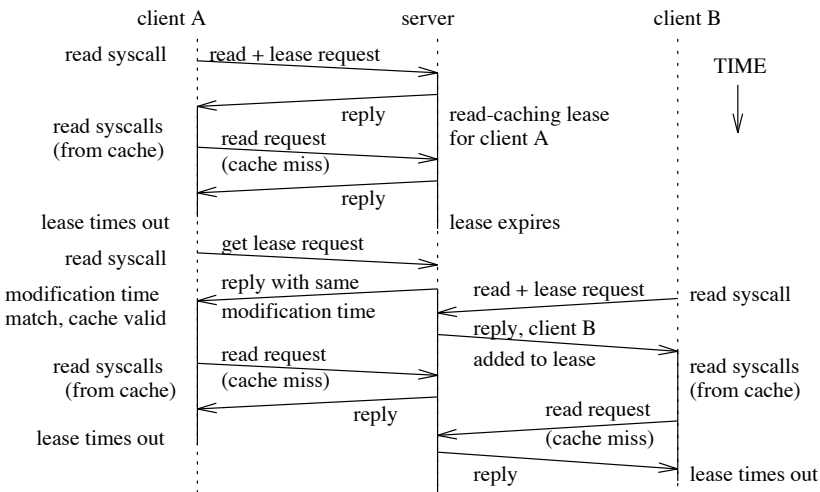 client A
server
client B
read syscall
read + lease request
TIME
reply
read-caching lease
for client A
read syscalls
(from cache)
read request
(cache miss)
reply
lease times out
lease expires
get lease request
read syscall
reply with same
modification time
modification time
match, cache valid
read + lease request
read syscall
reply, client B
added to lease
read syscalls
(from cache)
read request
(cache miss)
read syscalls
(from cache)
reply
read request
(cache miss)
lease times out
reply
lease times out